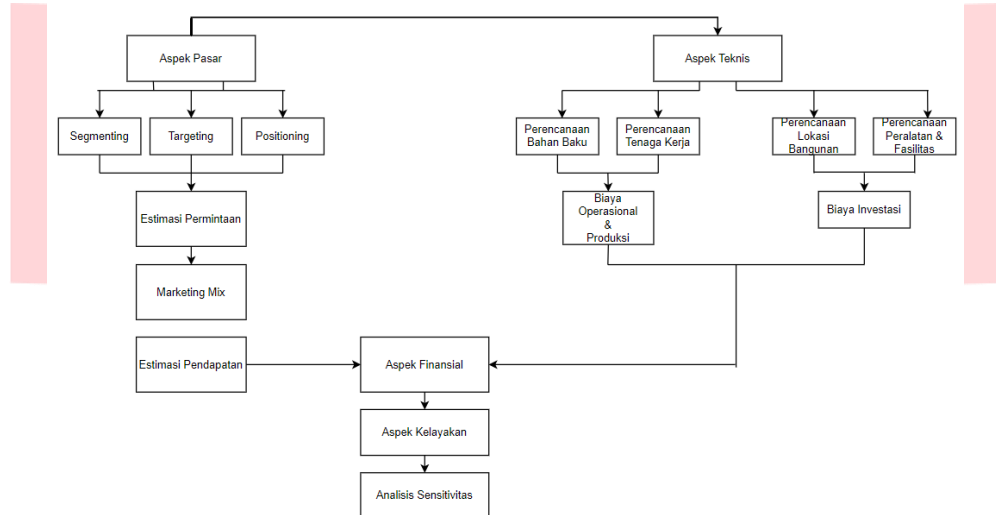 Aspek Pasar
Aspek Teknis
Segmenting
Targeting
Positioning
Perencanaan
Bahan Baku
Perencanaan
Tenaga Kerja
Perencanaan
Lokasi
Bangunan
Perencanaan
Peralatan &
Fasilitas
Estimasi Permintaan
Biaya
Operasional
&
Produksi
Biaya Investasi
Marketing Mix
Estimasi Pendapatan
Aspek Finansial
Aspek Kelayakan
Analisis Sensitivitas